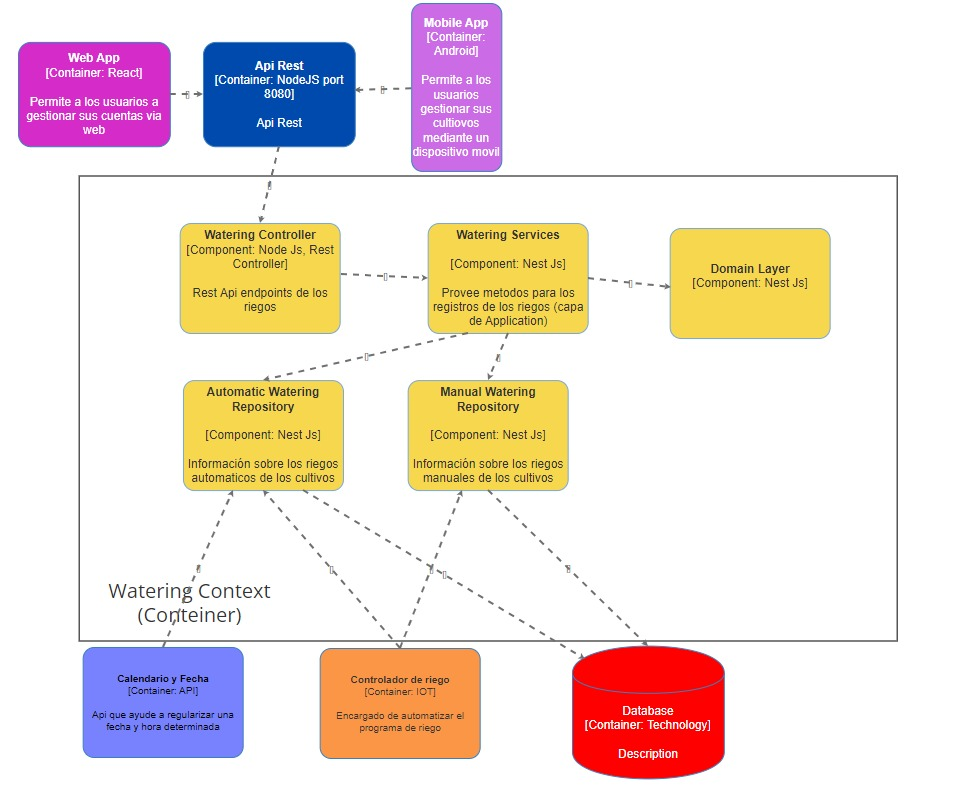 Web App
[Container: React]
Permite a los usuarios a
gestionar sus cuentas via
web
Api Rest
[Container: NodeJS port
8080]
Api Rest
Mobile App
[Container:
Android]
Permite a los
usuarios
gestionar sus
cultiovos
mediante un
dispositivo movil
Watering Controller
[Component: Node Js, Rest
Controller]
Rest Api endpoints de los
riegos
Watering Services
[Component: Nest Js]
Provee metodos para los
registros de los riegos (capa
de Application)
Domain Layer
[Component: Nest Js]
Automatic Watering
Repository
[Component: Nest Js]
Información sobre los riegos
automaticos de los cultivos
Manual Watering
Repository
[Component: Nest Js]
Información sobre los riegos
manuales de los cultivos
Watering Context
(Conteiner)
Calendario y Fecha
[Container: API]
Api que ayude a regularizar una
fecha y hora determinada
Controlador de riego
[Container: IOT]
Encargado de automatizar el
programa de riego
Database
[Container: Technology]
Description